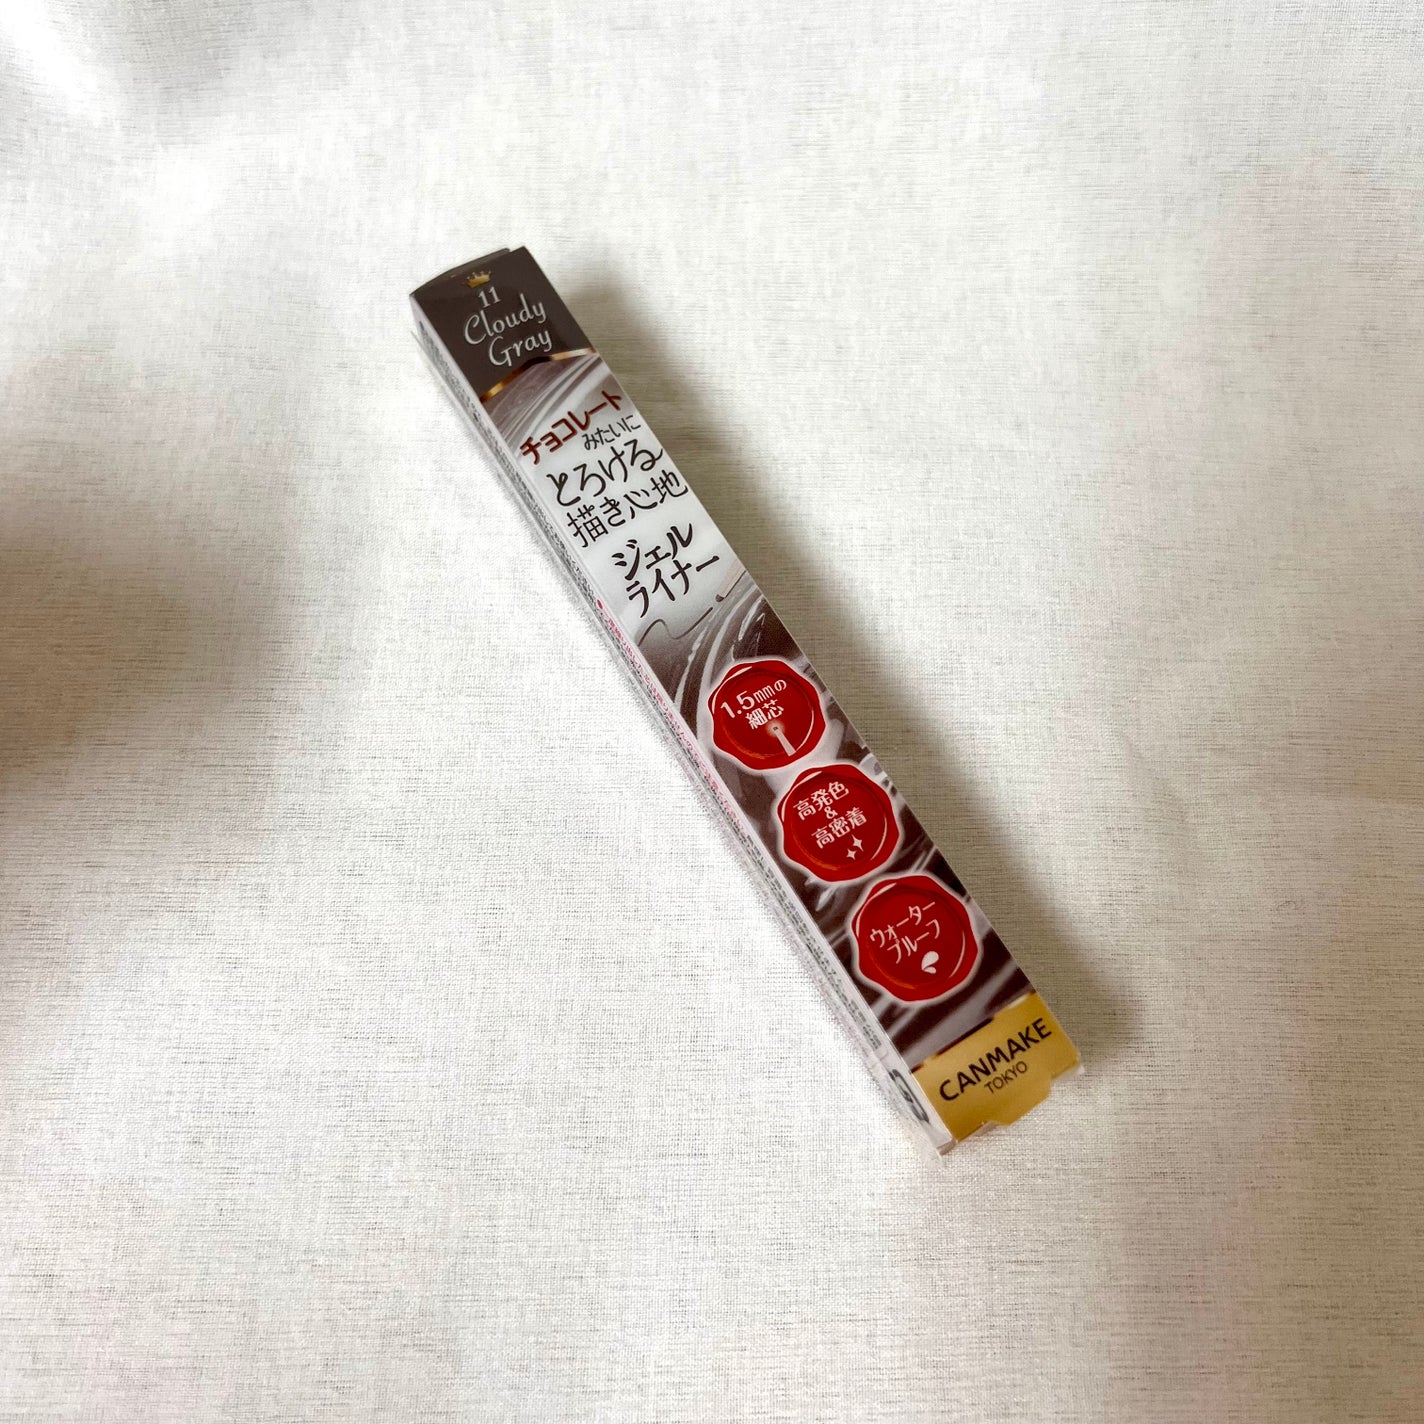 11
Cloudy
Gray
チョコレート
みたいに
とろける
描き心地
ジェル
ライナー
1.5mmの
細芯
高発色
&
高密着
ウォーター
プルーフ
CANMAKE
TOKYO